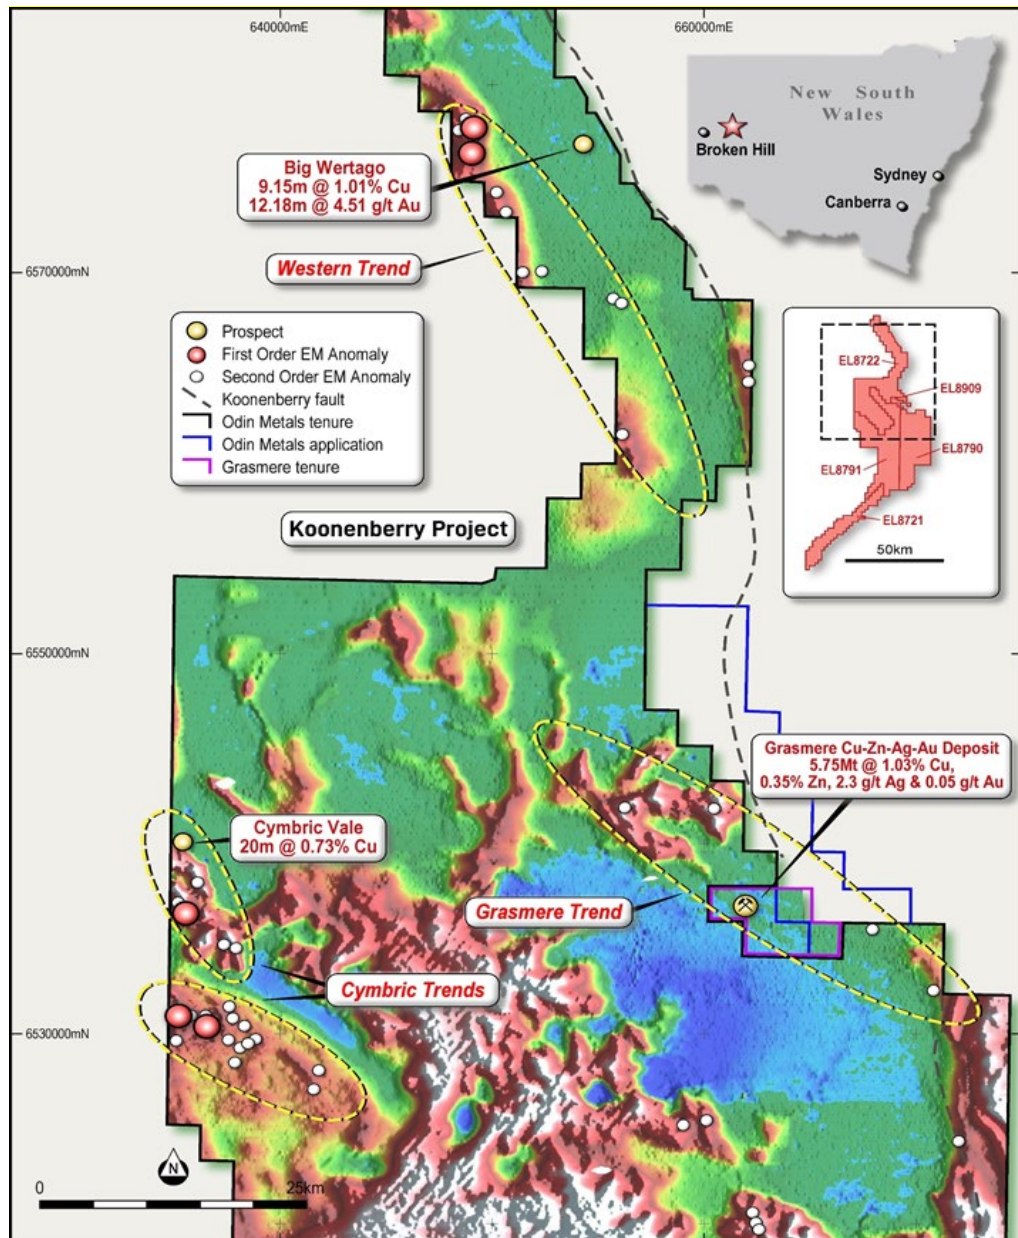 640000mE
660000mE
New South
Wales
Broken Hill
Sydney
Canberra
Big Wertago
9.15m @ 1.01% Cu
12.18m @ 4.51 g/t Au
Western Trend
6570000mN
Prospect
First Order EM Anomaly
Second Order EM Anomaly
Koonenberry fault
Odin Metals tenure
Odin Metals application
Grasmere tenure
EL8722
EL8909
EL8790
EL8791
EL8721
50km
Koonenberry Project
6550000mN
Grasmere Cu-Zn-Ag-Au Deposit
5.75Mt @ 1.03% Cu,
0.35% Zn, 2.3 g/t Ag & 0.05 g/t Au
Cymbric Vale
20m @ 0.73% Cu
Grasmere Trend
Cymbric Trends
6530000mN
N
0
25km